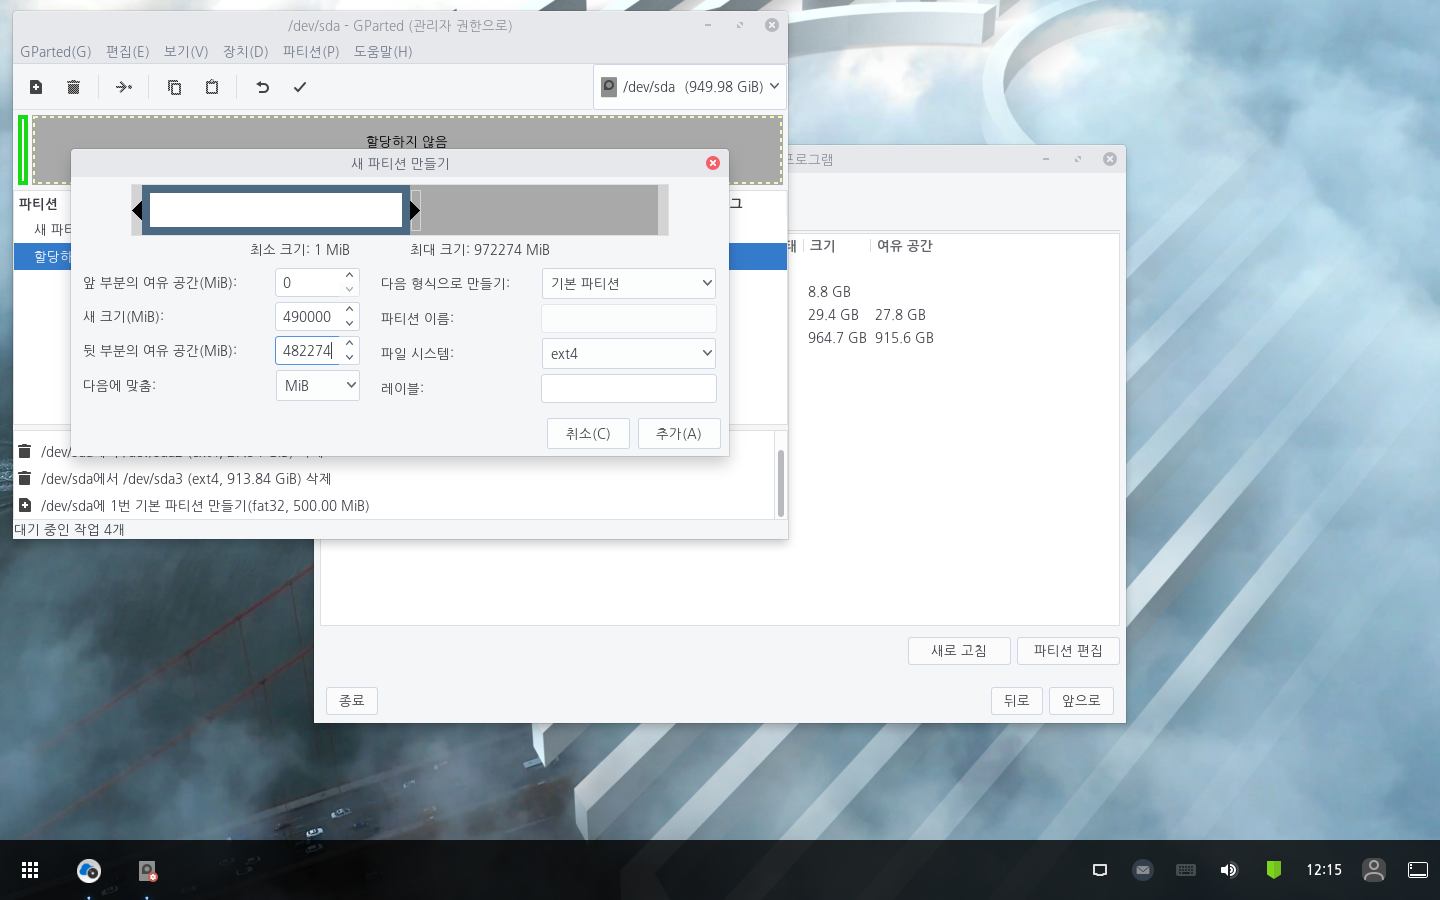 /dev/sda - GParted (관리자 권한으로)
GParted(G) 편집(E) 보기(V) 장치(D) 파티션(P) 도움말(H)
/dev/sda (949.98 GiB)
할당하지 않음
새 파티션 만들기
프로그램
파티션
그
새 파티
할당하
최소 크기: 1 MiB 최대 크기: 972274 MiB
앞 부분의 여유 공간(MiB): 0
새 크기(MiB): 490000
뒷 부분의 여유 공간(MiB): 482274
다음에 맞춤: MiB
다음 형식으로 만들기: 기본 파티션
파티션 이름:
파일 시스템: ext4
레이블:
취소(C) 추가(A)
태 크기 여유 공간
8.8 GB
29.4 GB 27.8 GB
964.7 GB 915.6 GB
/dev/sda에서 /dev/sda3 (ext4, 913.84 GiB) 삭제
/dev/sda에 1번 기본 파티션 만들기(fat32, 500.00 MiB)
대기 중인 작업 4개
새로 고침 파티션 편집
종료 뒤로 앞으로
12:15